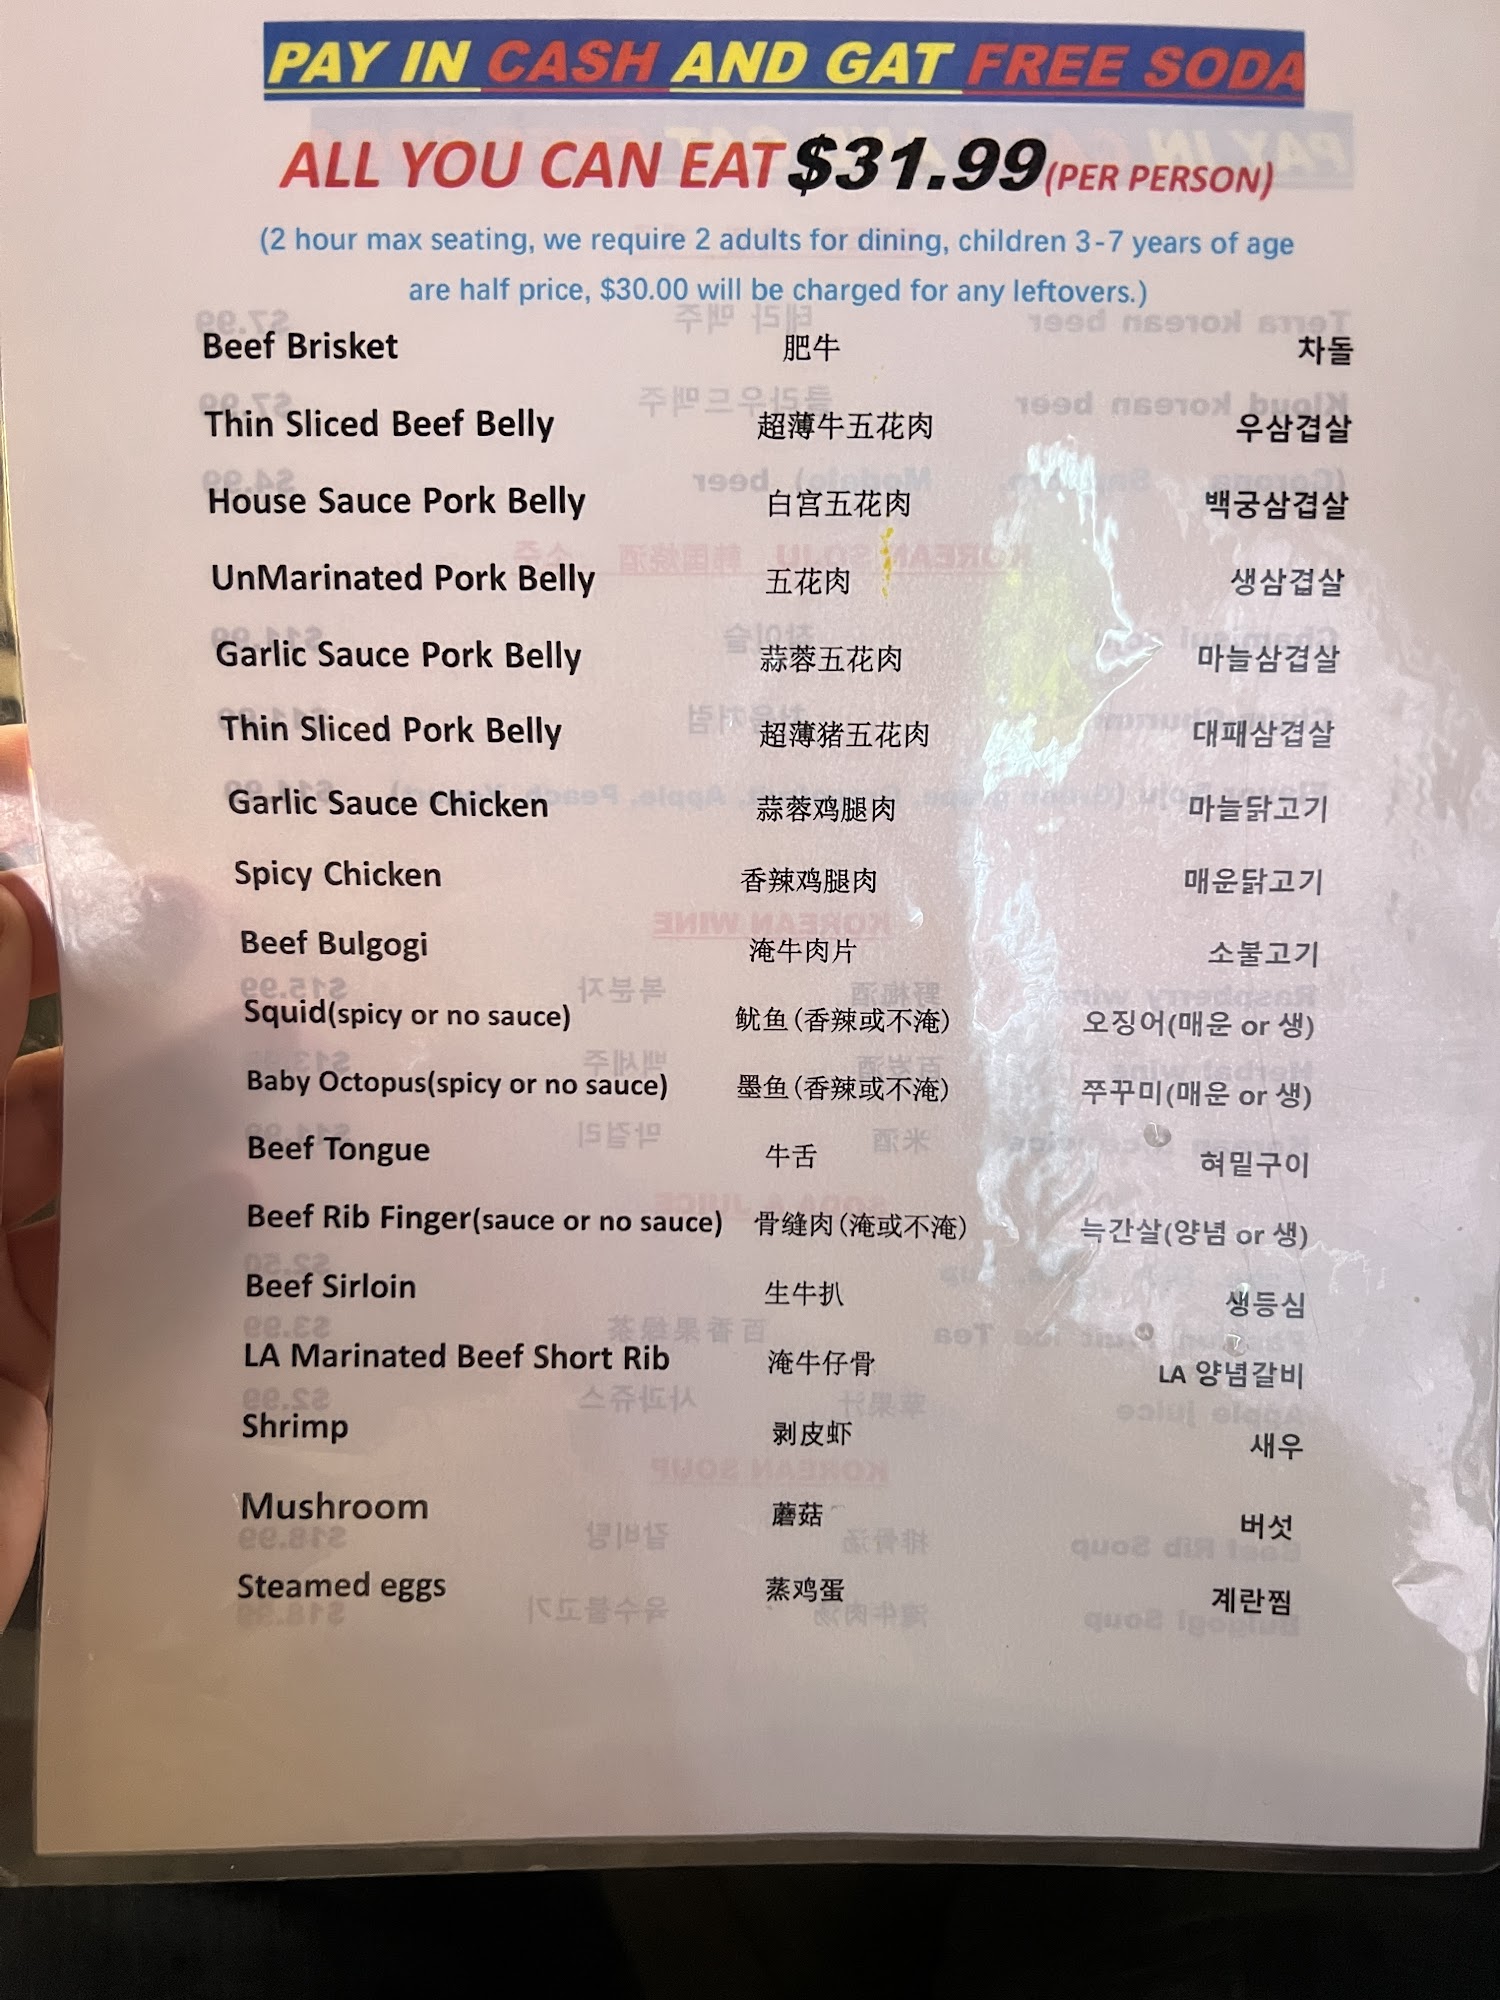 PAY IN CASH AND GAT FREE SODA
ALL YOU CAN EAT $31.99 (PER PERSON)
(2 hour max seating, we require 2 adults for dining, children 3-7 years of age
are half price, $30.00 will be charged for any leftovers.)
Beef Brisket 肥牛 차돌
Thin Sliced Beef Belly 超薄牛五花肉 우삼겹살
House Sauce Pork Belly 白宫五花肉 백궁삼겹살
UnMarinated Pork Belly 五花肉 생삼겹살
Garlic Sauce Pork Belly 蒜蓉五花肉 마늘삼겹살
Thin Sliced Pork Belly 超薄猪五花肉 대패삼겹살
Garlic Sauce Chicken 蒜蓉鸡腿肉 마늘닭고기
Spicy Chicken 香辣鸡腿肉 매운닭고기
Beef Bulgogi 淹牛肉片 소불고기
Squid(spicy or no sauce) 鱿鱼(香辣或不淹) 오징어(매운 or 생)
Baby Octopus(spicy or no sauce) 墨鱼(香辣或不淹) 쭈꾸미(매운 or 생)
Beef Tongue 牛舌 혀밑구이
Beef Rib Finger(sauce or no sauce) 骨缝肉(淹或不淹) 늑간살(양념 or 생)
Beef Sirloin 生牛扒 생등심
LA Marinated Beef Short Rib 淹牛仔骨 LA 양념갈비
Shrimp 剥皮虾 새우
Mushroom 蘑菇 버섯
Steamed eggs 蒸鸡蛋 계란찜